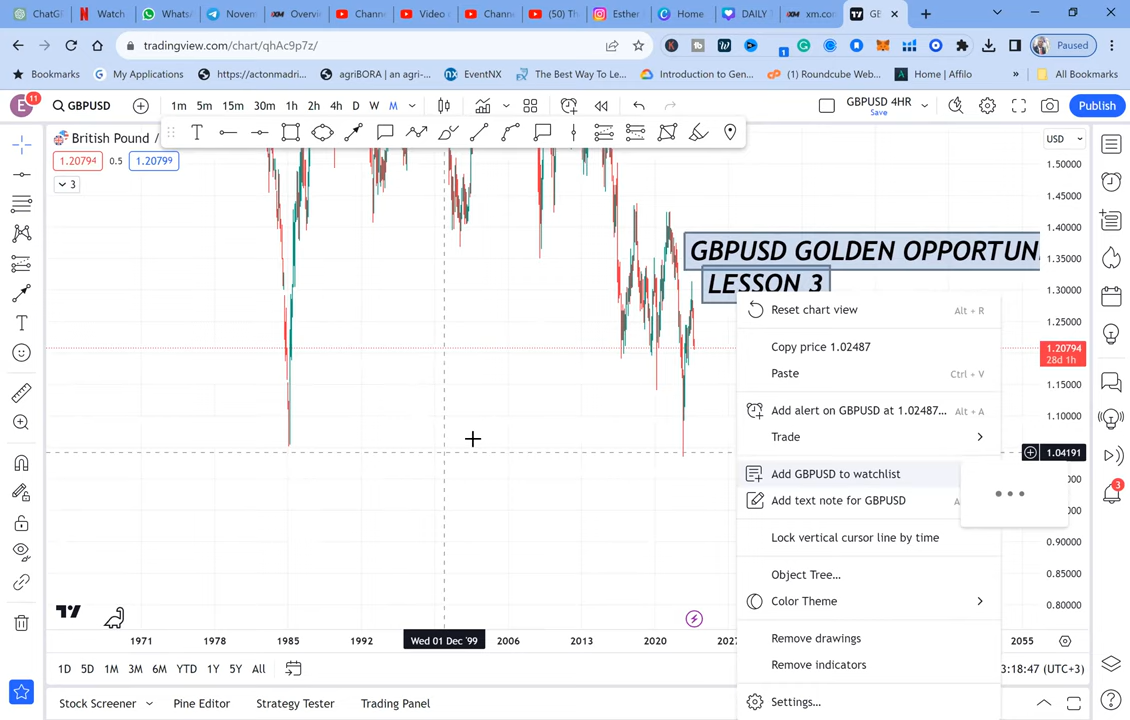 ChatGP
Watch
Whats
Novem
Overvi
Chann
Video c
Chann
(50) Th
Esther
Home
DAILY
xm.com
GB
tradingview.com/chart/qhAc9p7z/
1
Paused
Bookmarks
My Applications
https://actonmadri...
agriBORA (an agri-...
EventNX
The Best Way To Le...
Introduction to Gen...
(1) Roundcube Web...
Home | Affilo
»
All Bookmarks
E
11
GBPUSD
1m 5m 15m 30m 1h 2h 4h D W M
GBPUSD 4HR
Save
Publish
British Pound /
USD
1.20794 0.5 1.20799
3
1.50000
1.45000
1.40000
GBPUSD GOLDEN OPPORTUN
1.35000
LESSON 3
1.30000
Reset chart view Alt + R
1.25000
Copy price 1.02487
1.20794
28d 1h
Paste Ctrl + V
1.15000
Add alert on GBPUSD at 1.02487... Alt + A
1.10000
Trade
1.04191
Add GBPUSD to watchlist
Add text note for GBPUSD
3
Lock vertical cursor line by time
0.90000
Object Tree...
0.85000
Color Theme
0.80000
Remove drawings
1971 1978 1985 1992 Wed 01 Dec '99 2006 2013 2020 2027 2055
Remove indicators
1D 5D 1M 3M 6M YTD 1Y 5Y All
3:18:47 (UTC+3)
Settings...
Stock Screener Pine Editor Strategy Tester Trading Panel